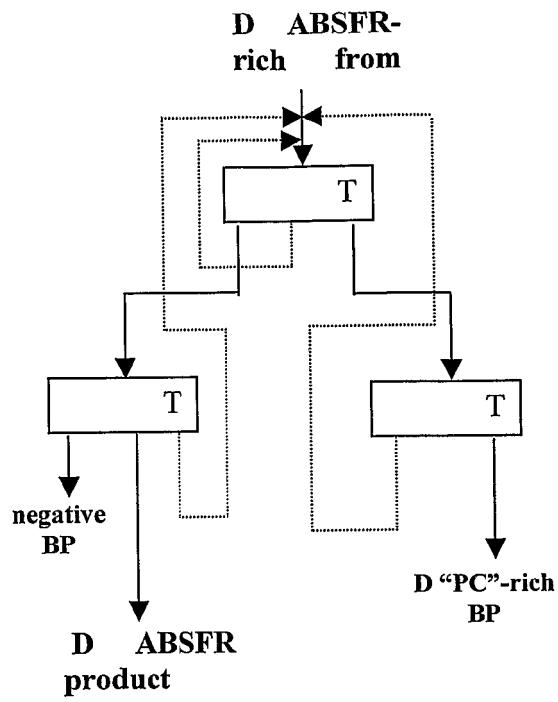 D ABSFR-
rich from
T
T
T
negative
BP
D “PC”-rich
BP
D ABSFR
product